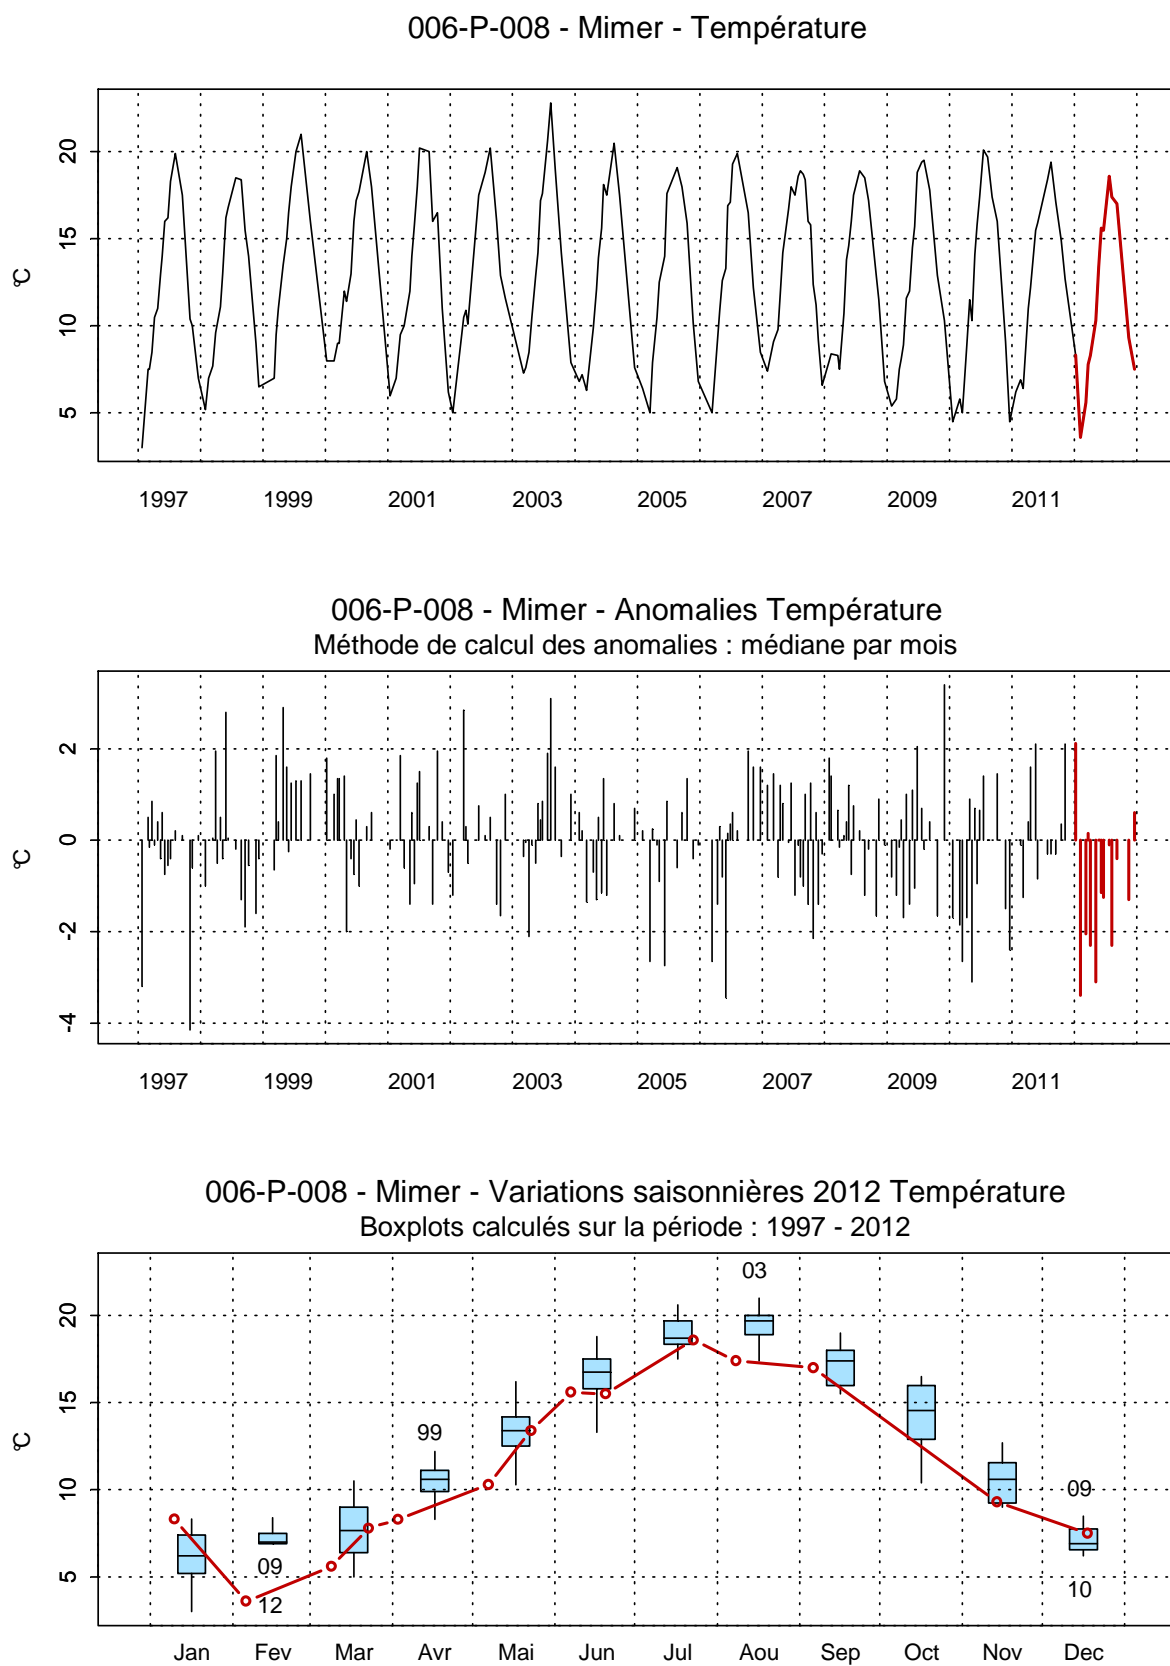 006-P-008 - Mimer - Température
20
15
10
5
°C
1997 1999 2001 2003 2005 2007 2009 2011
006-P-008 - Mimer - Anomalies Température
Méthode de calcul des anomalies : médiane par mois
2
0
-2
-4
°C
1997 1999 2001 2003 2005 2007 2009 2011
006-P-008 - Mimer - Variations saisonnières 2012 Température
Boxplots calculés sur la période : 1997 - 2012
03
20
15
99
10
09
09
5
12
10
°C
Jan Fev Mar Avr Mai Jun Jul Aou Sep Oct Nov Dec